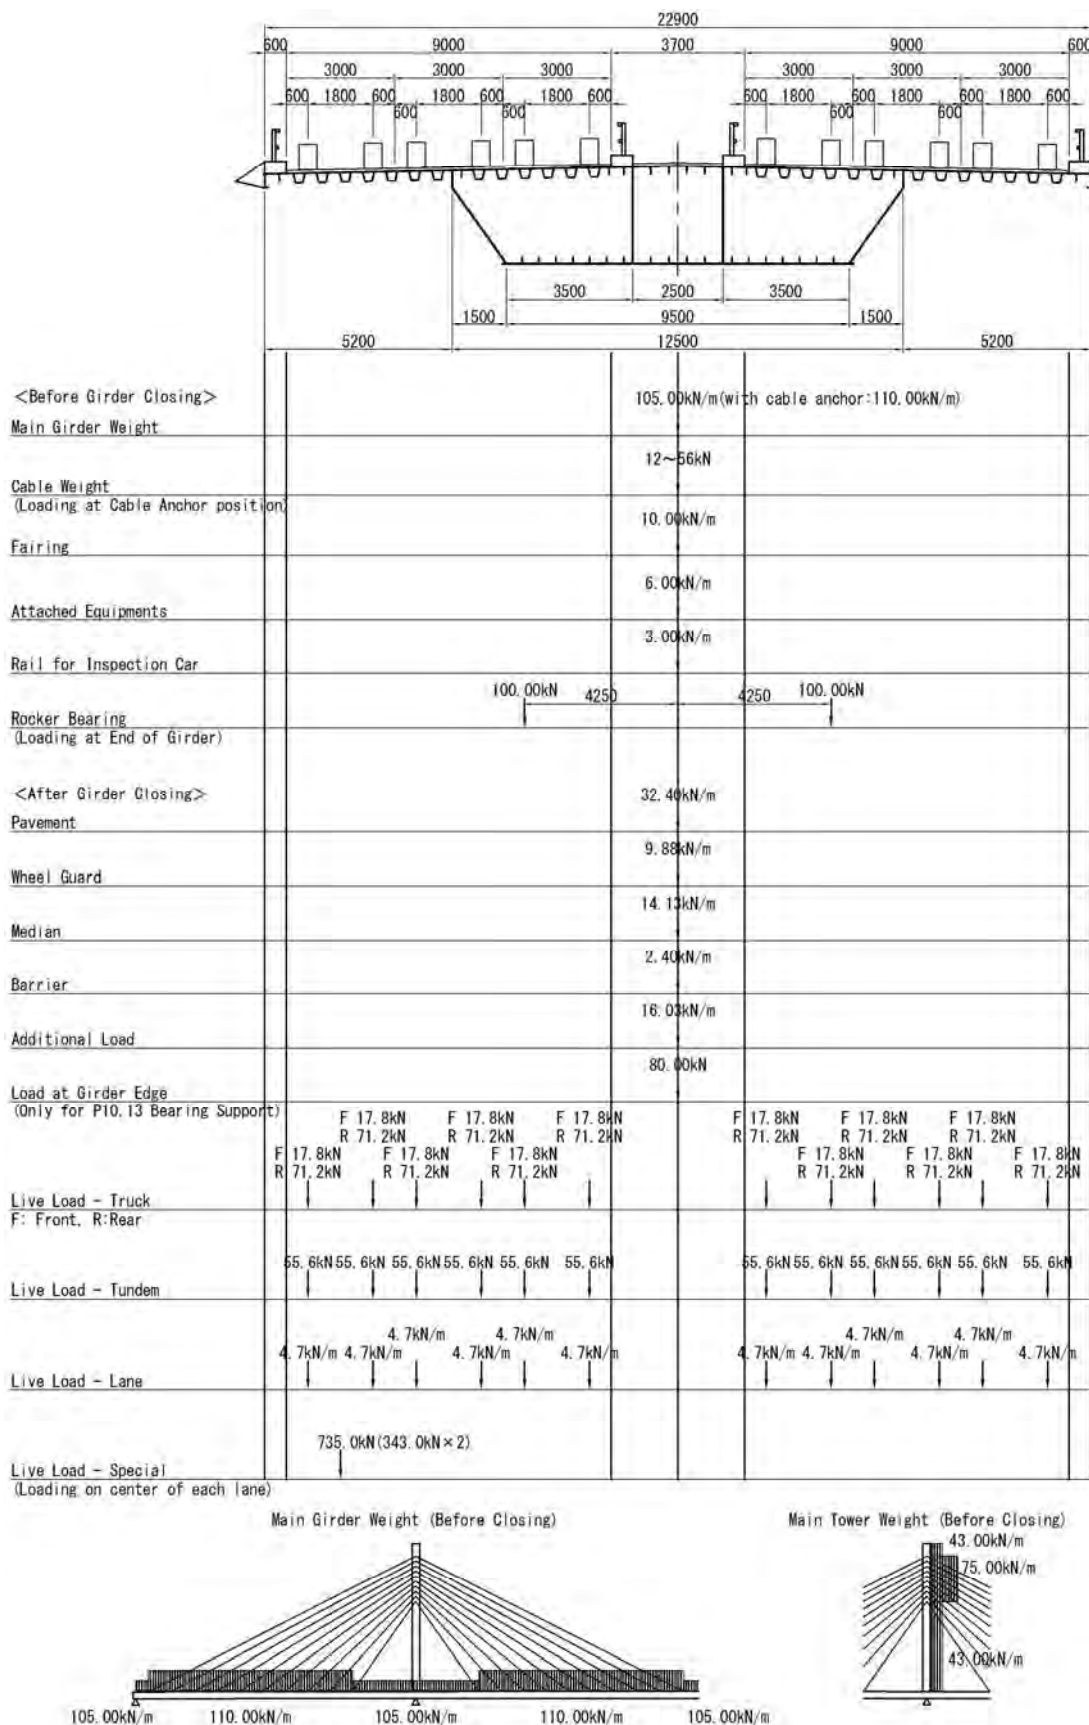 22900
600 9000 3700 9000 600
3000 3000 3000 3000 3000 3000
600 1800 600 1800 600 1800 600 600 1800 600 1800 600 1800 600
600 600 600 600
3500 2500 3500
1500 9500 1500
5200 12500 5200
<Before Girder Closing> 105.00kN/m(with cable anchor:110.00kN/m)
Main Girder Weight
12~56kN
Cable Weight
(Loading at Cable Anchor position)
10.00kN/m
Fairing
6.00kN/m
Attached Equipments
3.00kN/m
Rail for Inspection Car
100.00kN 4250 4250 100.00kN
Rocker Bearing
(Loading at End of Girder)
<After Girder Closing> 32.40kN/m
Pavement
9.88kN/m
Wheel Guard
14.13kN/m
Median
2.40kN/m
Barrier
16.03kN/m
Additional Load
80.00kN
Load at Girder Edge
(Only for P10.13 Bearing Support)
F 17.8kN F 17.8kN F 17.8kN F 17.8kN F 17.8kN F 17.8kN
R 71.2kN R 71.2kN R 71.2kN R 71.2kN R 71.2kN R 71.2kN
F 17.8kN F 17.8kN F 17.8kN F 17.8kN F 17.8kN F 17.8kN
R 71.2kN R 71.2kN R 71.2kN R 71.2kN R 71.2kN R 71.2kN
Live Load - Truck
F: Front, R:Rear
55.6kN 55.6kN 55.6kN 55.6kN 55.6kN 55.6kN 55.6kN 55.6kN 55.6kN 55.6kN 55.6kN 55.6kN
Live Load - Tundem
4.7kN/m 4.7kN/m 4.7kN/m 4.7kN/m
4.7kN/m 4.7kN/m 4.7kN/m 4.7kN/m 4.7kN/m 4.7kN/m 4.7kN/m 4.7kN/m
Live Load - Lane
735.0kN(343.0kN×2)
Live Load - Special
(Loading on center of each lane)
Main Girder Weight (Before Closing) Main Tower Weight (Before Closing)
43.00kN/m
75.00kN/m
43.00kN/m
105.00kN/m 110.00kN/m 105.00kN/m 110.00kN/m 105.00kN/m